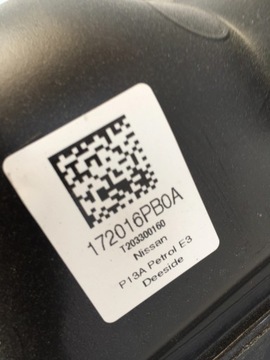 172016PB0A
T203300160
Nissan
P13A Petrol E3
Deeside